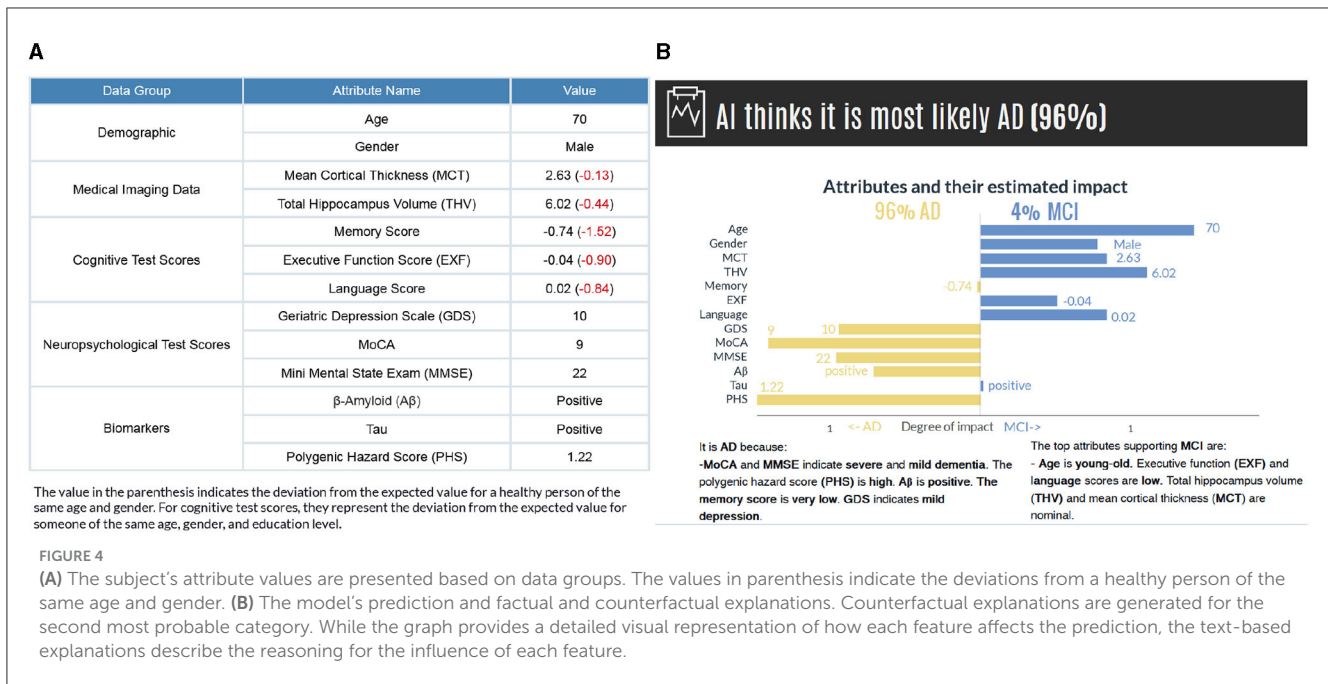 A
Data Group Attribute Name Value
Demographic
Age 70
Gender Male
Medical Imaging Data
Mean Cortical Thickness (MCT) 2.63 (-0.13)
Total Hippocampus Volume (THV) 6.02 (-0.44)
Cognitive Test Scores
Memory Score -0.74 (-1.52)
Executive Function Score (EXF) -0.04 (-0.90)
Language Score 0.02 (-0.84)
Neuropsychological Test Scores
Geriatric Depression Scale (GDS) 10
MoCA 9
Mini Mental State Exam (MMSE) 22
Biomarkers
β-Amyloid (Aβ) Positive
Tau Positive
Polygenic Hazard Score (PHS) 1.22
The value in the parenthesis indicates the deviation from the expected value for a healthy person of the
same age and gender. For cognitive test scores, they represent the deviation from the expected value for
someone of the same age, gender, and education level.
B
AI thinks it is most likely AD (96%)
Attributes and their estimated impact
96% AD 4% MCI
Age 70
Gender Male
MCT 2.63
THV 6.02
Memory -0.74
EXF -0.04
Language 0.02
GDS 10
MoCA 9
MMSE 22
Aβ positive
Tau positive
PHS 1.22
1 <- AD Degree of impact MCI-> 1
It is AD because:
-MoCA and MMSE indicate severe and mild dementia. The
polygenic hazard score (PHS) is high. Aβ is positive. The
memory score is very low. GDS indicates mild
depression.
The top attributes supporting MCI are:
- Age is young-old. Executive function (EXF) and
language scores are low. Total hippocampus volume
(THV) and mean cortical thickness (MCT) are
nominal.
FIGURE 4
(A) The subject's attribute values are presented based on data groups. The values in parenthesis indicate the deviations from a healthy person of the
same age and gender. (B) The model's prediction and factual and counterfactual explanations. Counterfactual explanations are generated for the
second most probable category. While the graph provides a detailed visual representation of how each feature affects the prediction, the text-based
explanations describe the reasoning for the influence of each feature.